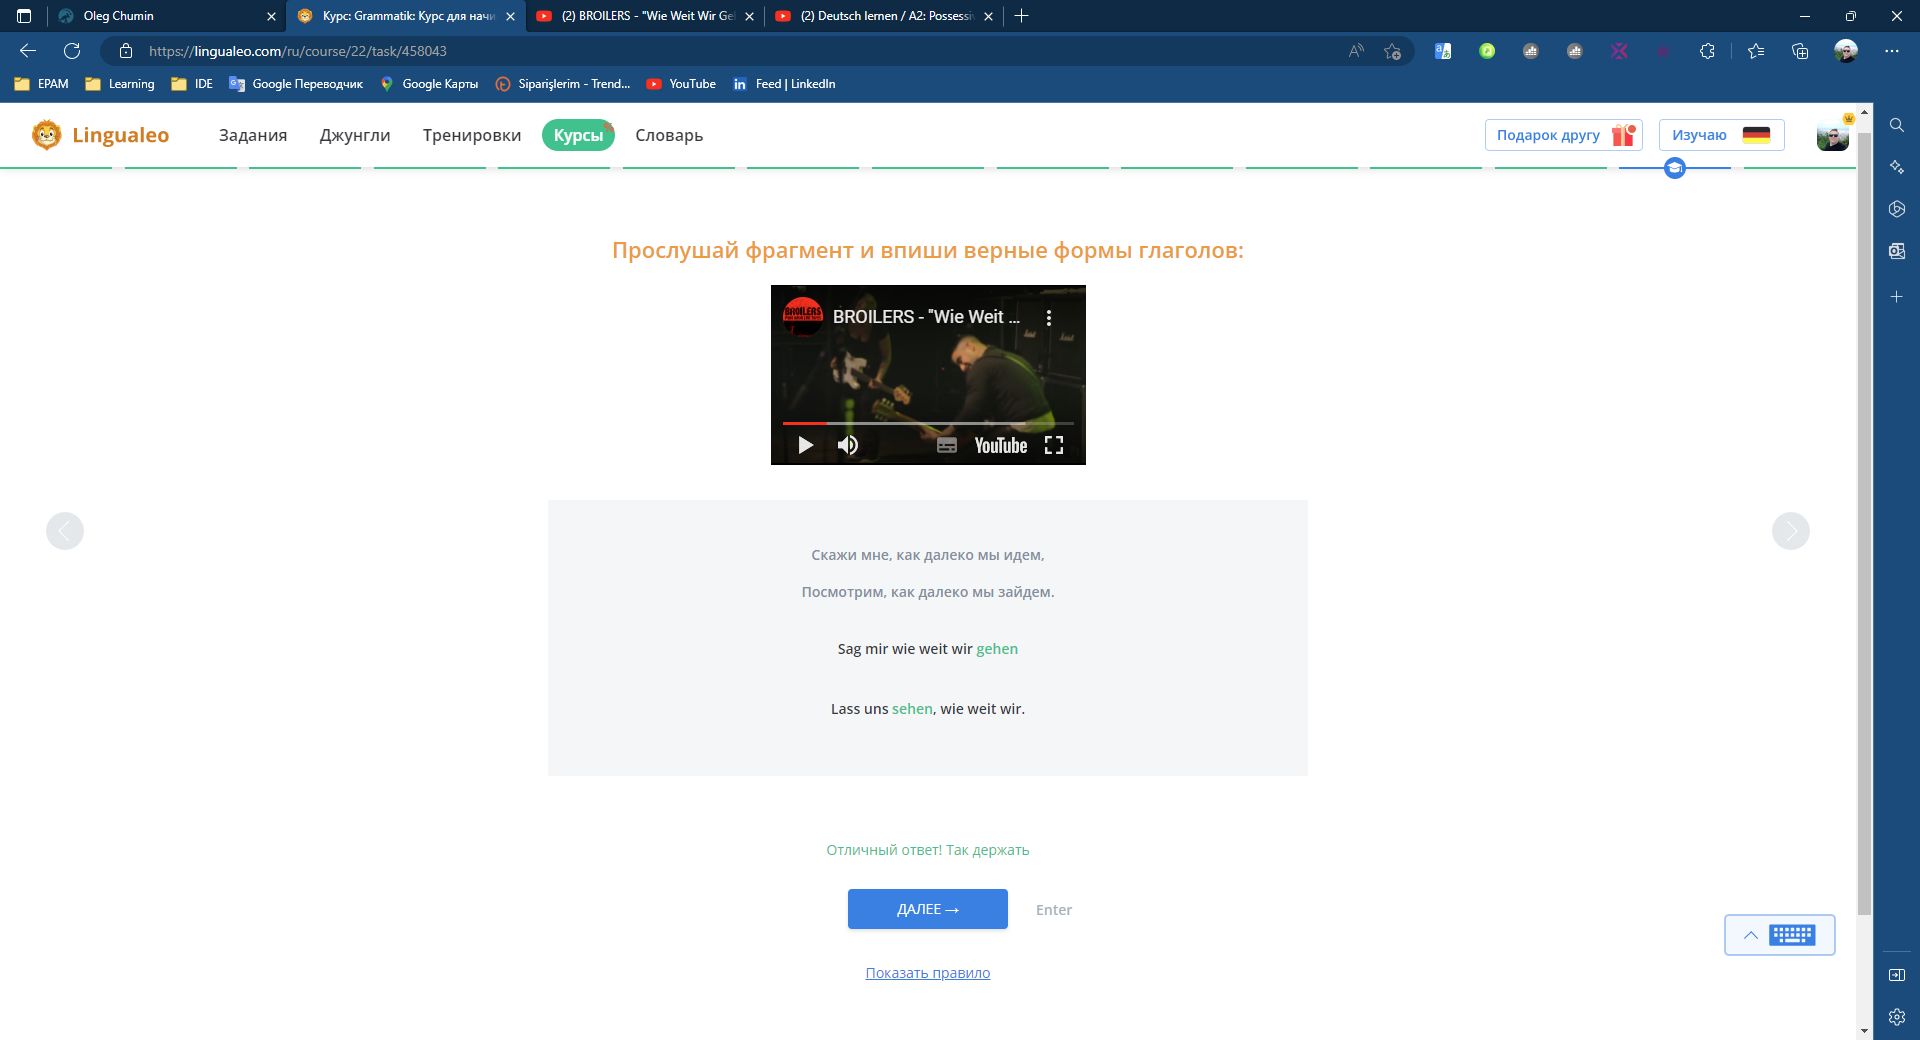 Oleg Chumin
Курс: Grammatik: Курс для начи
(2) BROILERS - "Wie Weit Wir Ge
(2) Deutsch lernen / A2: Possessi
https://lingualeo.com/ru/course/22/task/458043
EPAM
Learning
IDE
Google Переводчик
Google Карты
Siparişlerim - Trend...
YouTube
Feed | LinkedIn
Lingualeo
Задания
Джунгли
Тренировки
Курсы
Словарь
Подарок другу
Изучаю
Прослушай фрагмент и впиши верные формы глаголов:
BROILERS
BROILERS - "Wie Weit ...
YouTube
Скажи мне, как далеко мы идем,
Посмотрим, как далеко мы зайдем.
Sag mir wie weit wir gehen
Lass uns sehen, wie weit wir.
Отличный ответ! Так держать
ДАЛЕЕ →
Enter
Показать правило